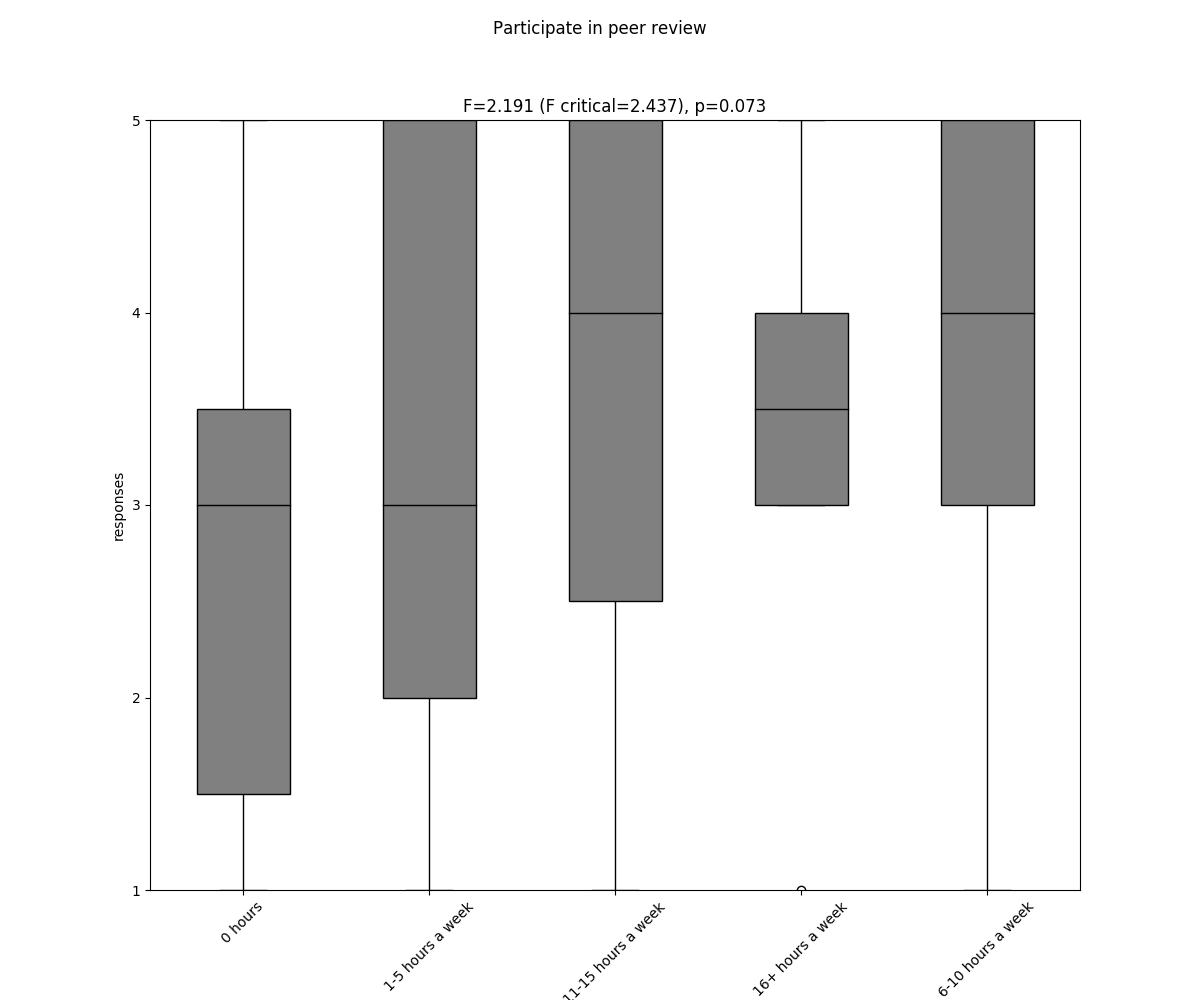 Participate in peer review
F=2.191 (F critical=2.437), p=0.073
5
4
3
2
1
responses
0 hours
1-5 hours a week
11-15 hours a week
16+ hours a week
6-10 hours a week